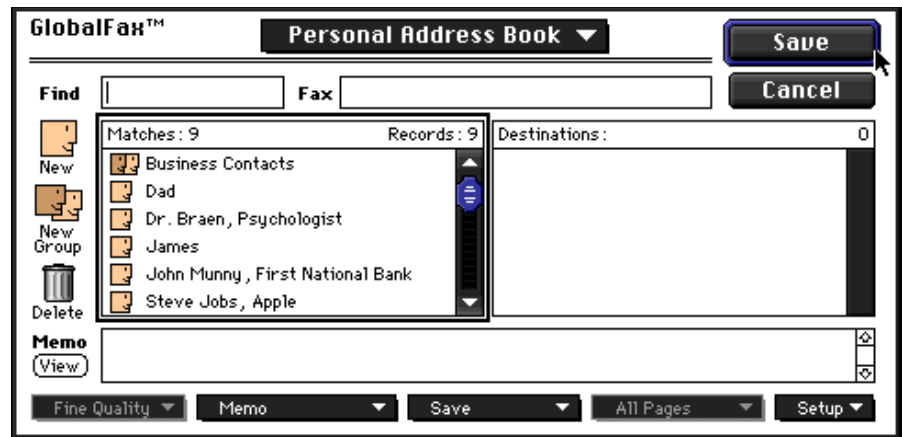 GlobalFax™
Personal Address Book
Save
Cancel
Find
Fax
Matches: 9 Records: 9
Destinations: 0
New
Business Contacts
Dad
Dr. Braen, Psychologist
James
John Munny, First National Bank
Steve Jobs, Apple
New
Group
Delete
Memo
View
Fine Quality Memo Save All Pages Setup